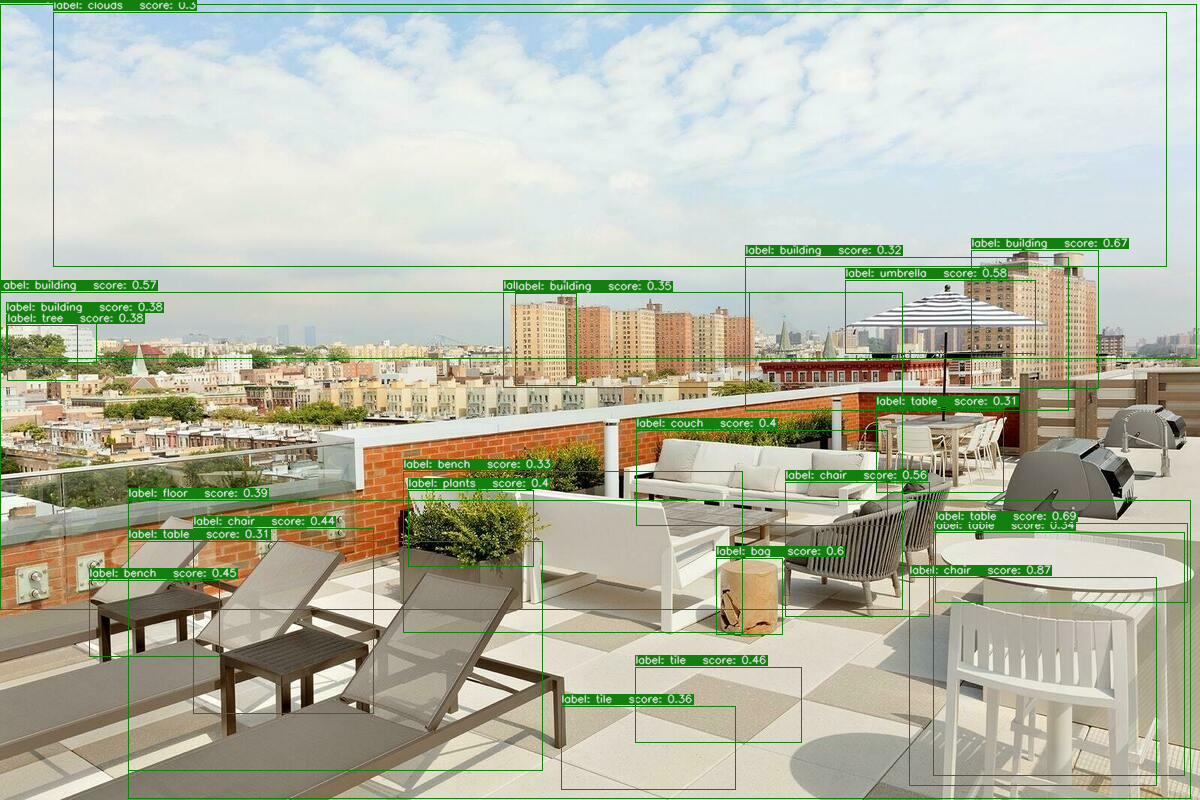 label: clouds score: 0.3
label: building score: 0.67
label: building score: 0.32
label: umbrella score: 0.58
label: building score: 0.57
label: building score: 0.35
label: building score: 0.38
label: tree score: 0.38
label: table score: 0.31
label: couch score: 0.4
label: bench score: 0.33
label: chair score: 0.56
label: plants score: 0.4
label: floor score: 0.39
label: table score: 0.69
label: chair score: 0.44
label: table score: 0.34
label: table score: 0.31
label: bag score: 0.6
label: chair score: 0.87
label: bench score: 0.45
label: tile score: 0.46
label: tile score: 0.36